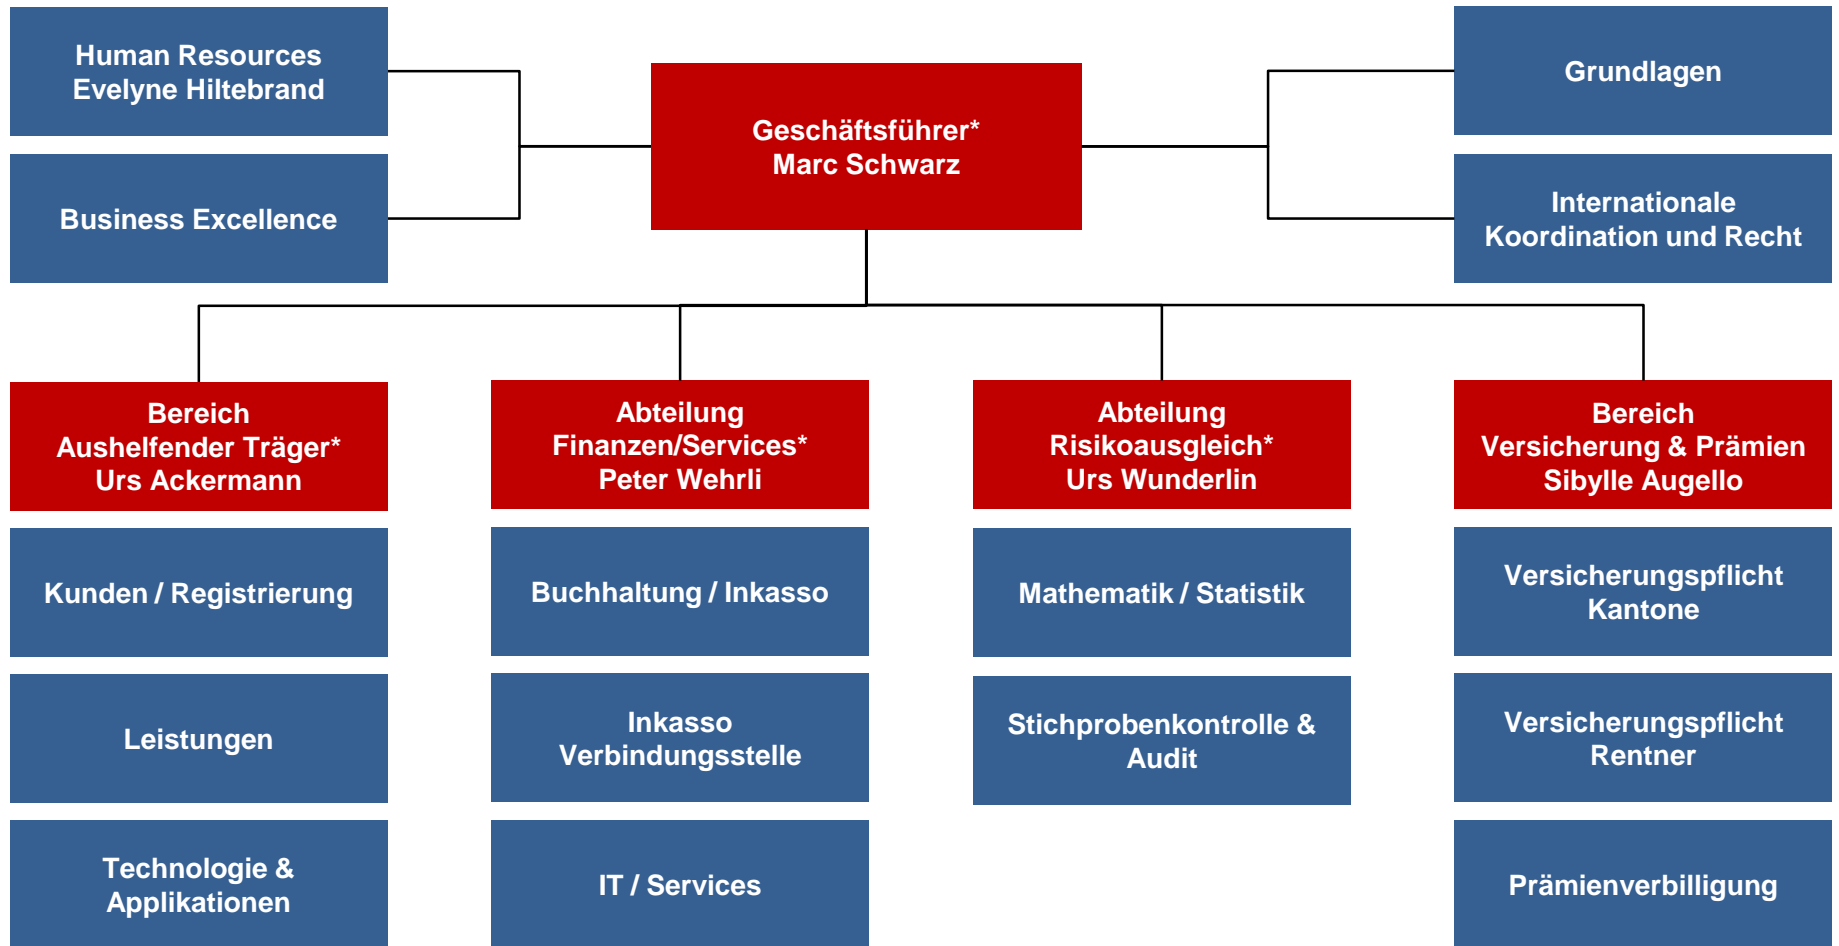 Human Resources
Evelyne Hiltebrand
Business Excellence
Geschäftsführer*
Marc Schwarz
Grundlagen
Internationale
Koordination und Recht
Bereich
Aushelfender Träger*
Urs Ackermann
Kunden / Registrierung
Leistungen
Technologie &
Applikationen
Abteilung
Finanzen/Services*
Peter Wehrli
Buchhaltung / Inkasso
Inkasso
Verbindungsstelle
IT / Services
Abteilung
Risikoausgleich*
Urs Wunderlin
Mathematik / Statistik
Stichprobenkontrolle &
Audit
Bereich
Versicherung & Prämien
Sibylle Augello
Versicherungspflicht
Kantone
Versicherungspflicht
Rentner
Prämienverbilligung